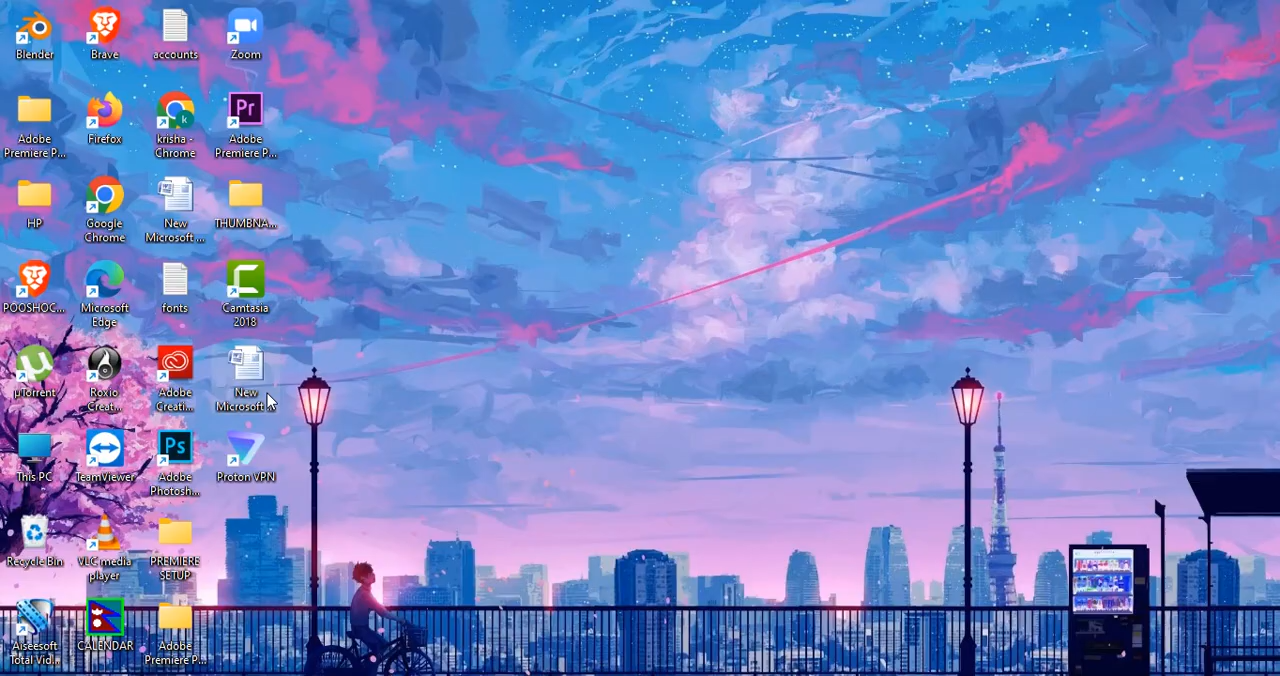 Blender
Brave
accounts
Zoom
Adobe
Premiere P...
Firefox
krisha -
Chrome
Adobe
Premiere P...
HP
Google
Chrome
New
Microsoft ...
THUMBNA...
POOSHOC...
Microsoft
Edge
fonts
Camtasia
2018
µTorrent
Roxio
Creat...
Adobe
Creati...
New
Microsoft ...
This PC
TeamViewer
Adobe
Photosh...
Proton VPN
Recycle Bin
VLC media
player
PREMIERE
SETUP
Aiseesoft
Total Vid...
CALENDAR
Adobe
Premiere P...